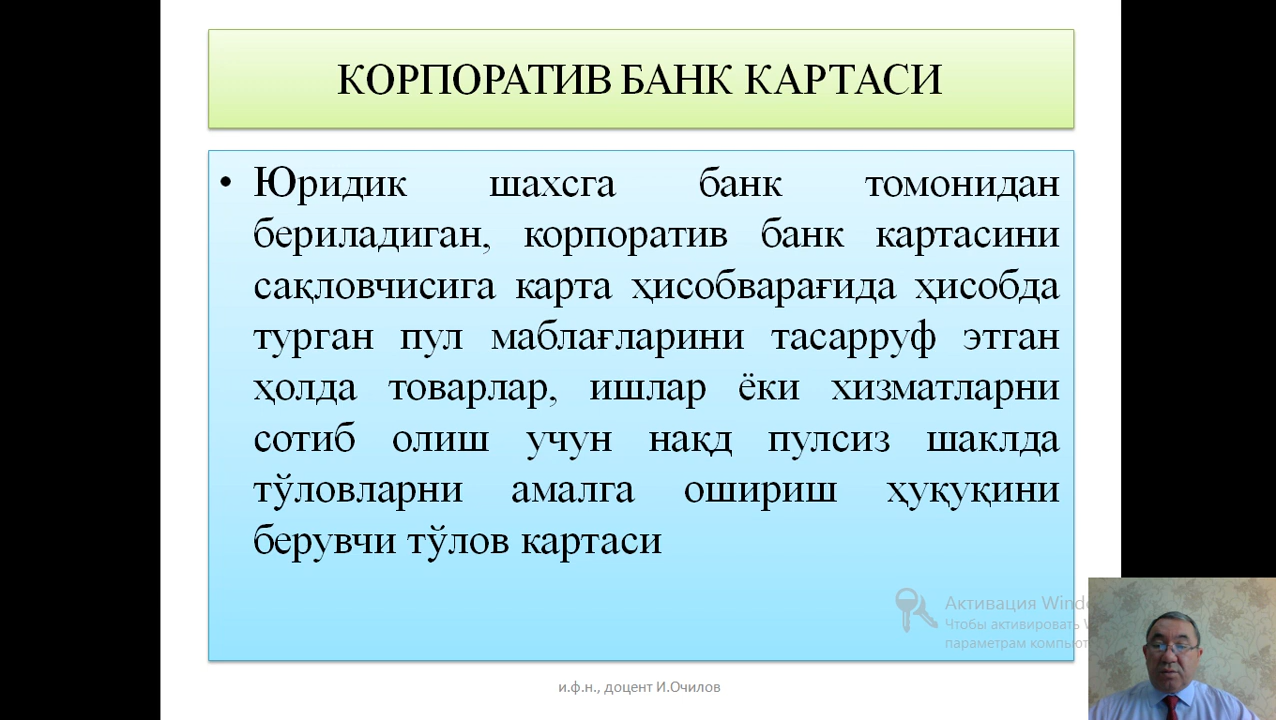 КОРПОРАТИВ БАНК КАРТАСИ
• Юридик шахсга банк томонидан
бериладиган, корпоратив банк картасини
сақловчисига карта ҳисобварағида ҳисобда
турган пул маблағларини тасарруф этган
ҳолда товарлар, ишлар ёки хизматларни
сотиб олиш учун нақд пулсиз шаклда
тўловларни амалга ошириш ҳуқуқини
берувчи тўлов картаси
Активация Windo
Чтобы активировать W
параметрам компьют
и.ф.н., доцент И.Очилов